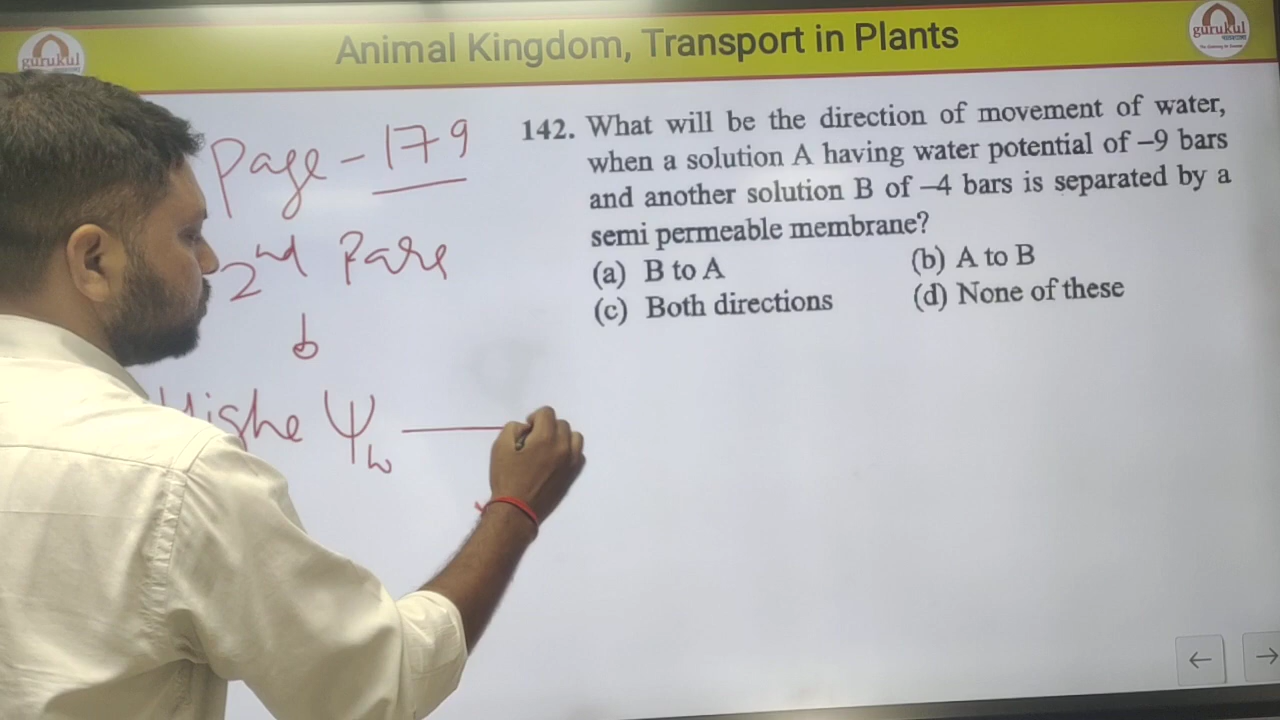 Animal Kingdom, Transport in Plants
gurukul
gurukul
Page - 179
2nd Para
Highe Ψw
142. What will be the direction of movement of water,
when a solution A having water potential of –9 bars
and another solution B of –4 bars is separated by a
semi permeable membrane?
(a) B to A
(b) A to B
(c) Both directions
(d) None of these